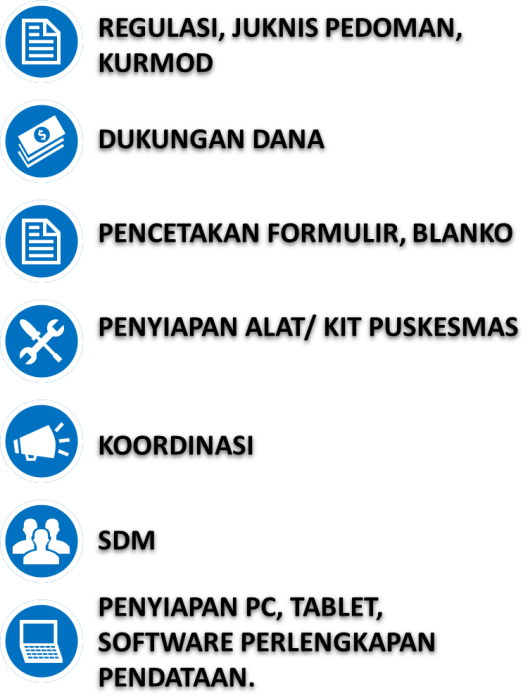 REGULASI, JUKNIS PEDOMAN,
KURMOD
DUKUNGAN DANA
PENCETAKAN FORMULIR, BLANKO
PENYIAPAN ALAT/ KIT PUSKESMAS
KOORDINASI
SDM
PENYIAPAN PC, TABLET,
SOFTWARE PERLENGKAPAN
PENDATAAN.